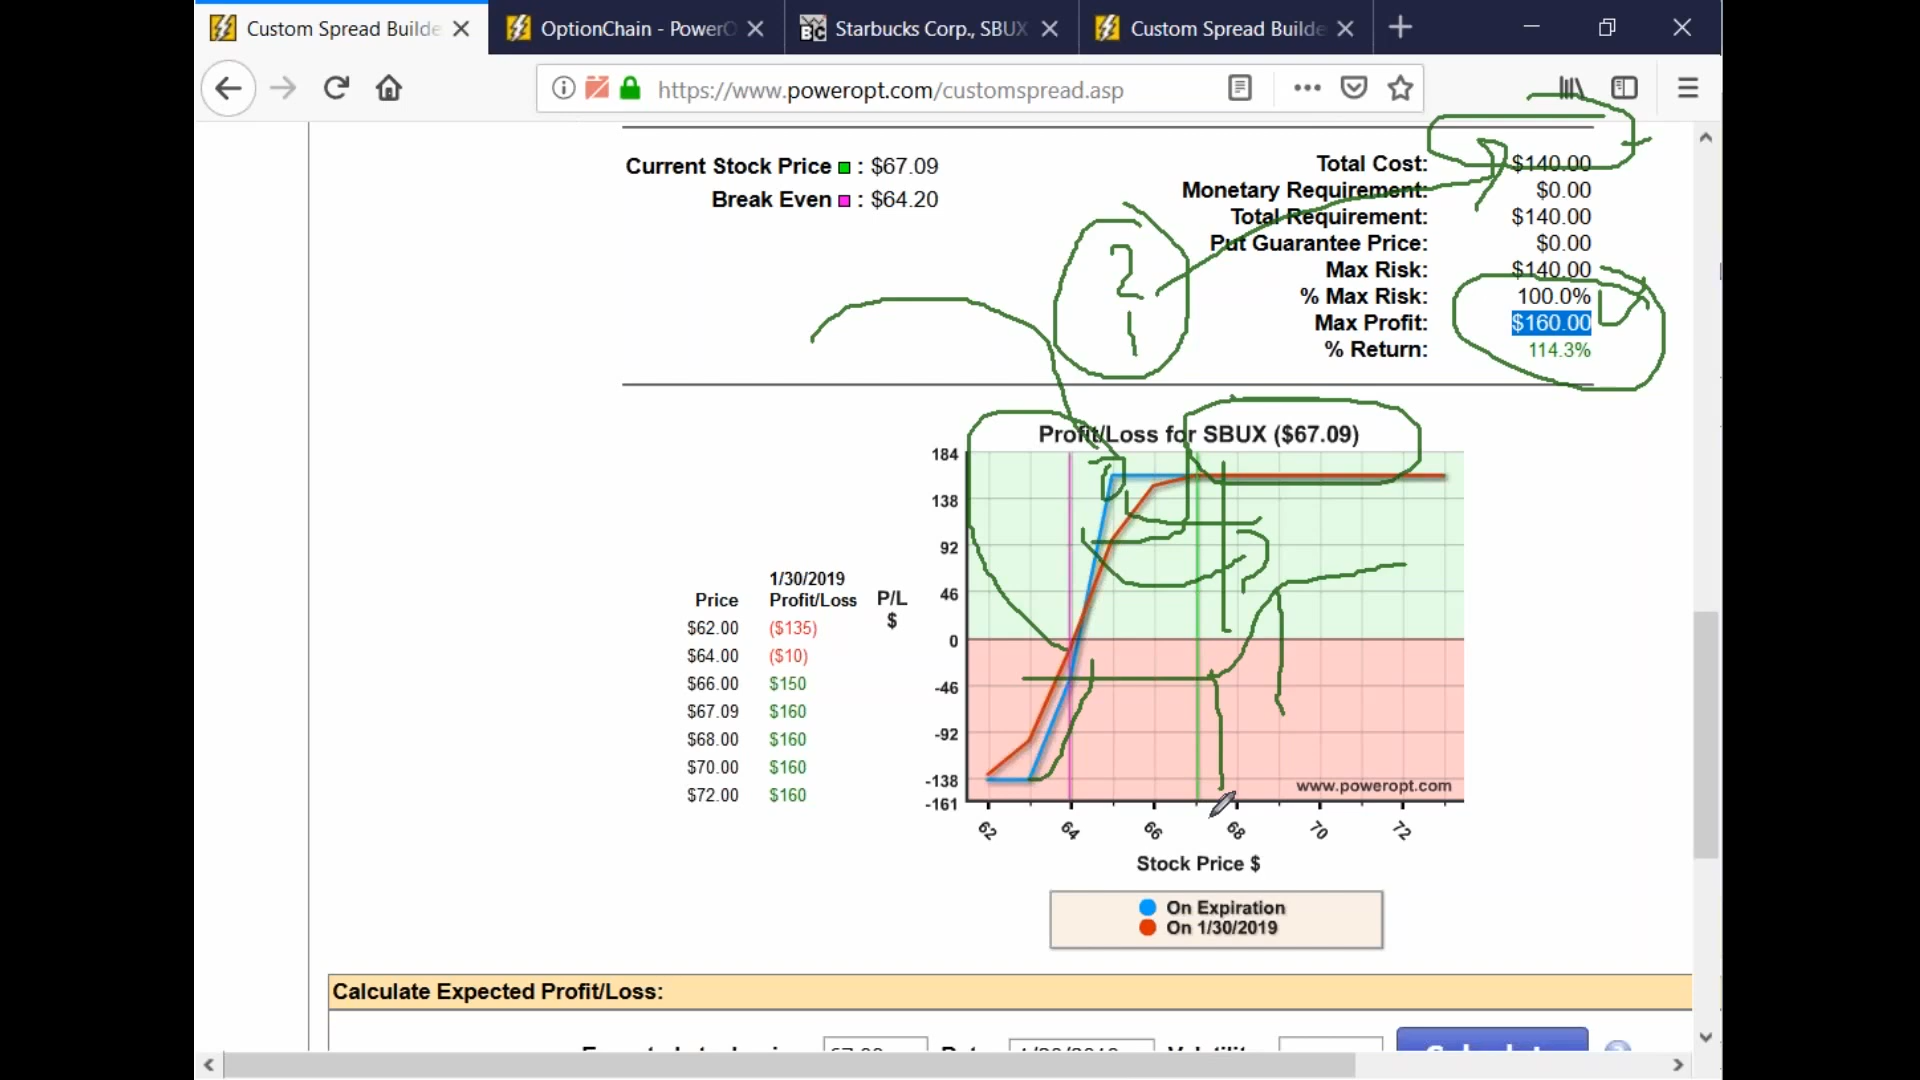 Custom Spread Builde
OptionChain - PowerO
Starbucks Corp., SBUX
Custom Spread Builde
https://www.poweropt.com/customspread.asp
Current Stock Price : $67.09
Break Even : $64.20
Total Cost: $140.00
Monetary Requirement: $0.00
Total Requirement: $140.00
Put Guarantee Price: $0.00
Max Risk: $140.00
% Max Risk: 100.0%
Max Profit: $160.00
% Return: 114.3%
2
1
Profit/Loss for SBUX ($67.09)
184
138
92
46
0
-46
-92
-138
-161
P/L
$
1/30/2019
Price Profit/Loss
$62.00 ($135)
$64.00 ($10)
$66.00 $150
$67.09 $160
$68.00 $160
$70.00 $160
$72.00 $160
www.poweropt.com
62 64 66 68 70 72
Stock Price $
On Expiration
On 1/30/2019
Calculate Expected Profit/Loss: